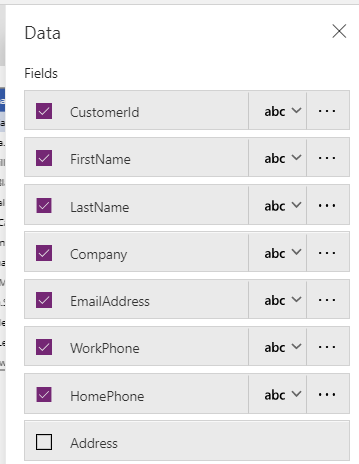 Data
Fields
CustomerId abc
FirstName abc
LastName abc
Company abc
EmailAddress abc
WorkPhone abc
HomePhone abc
Address